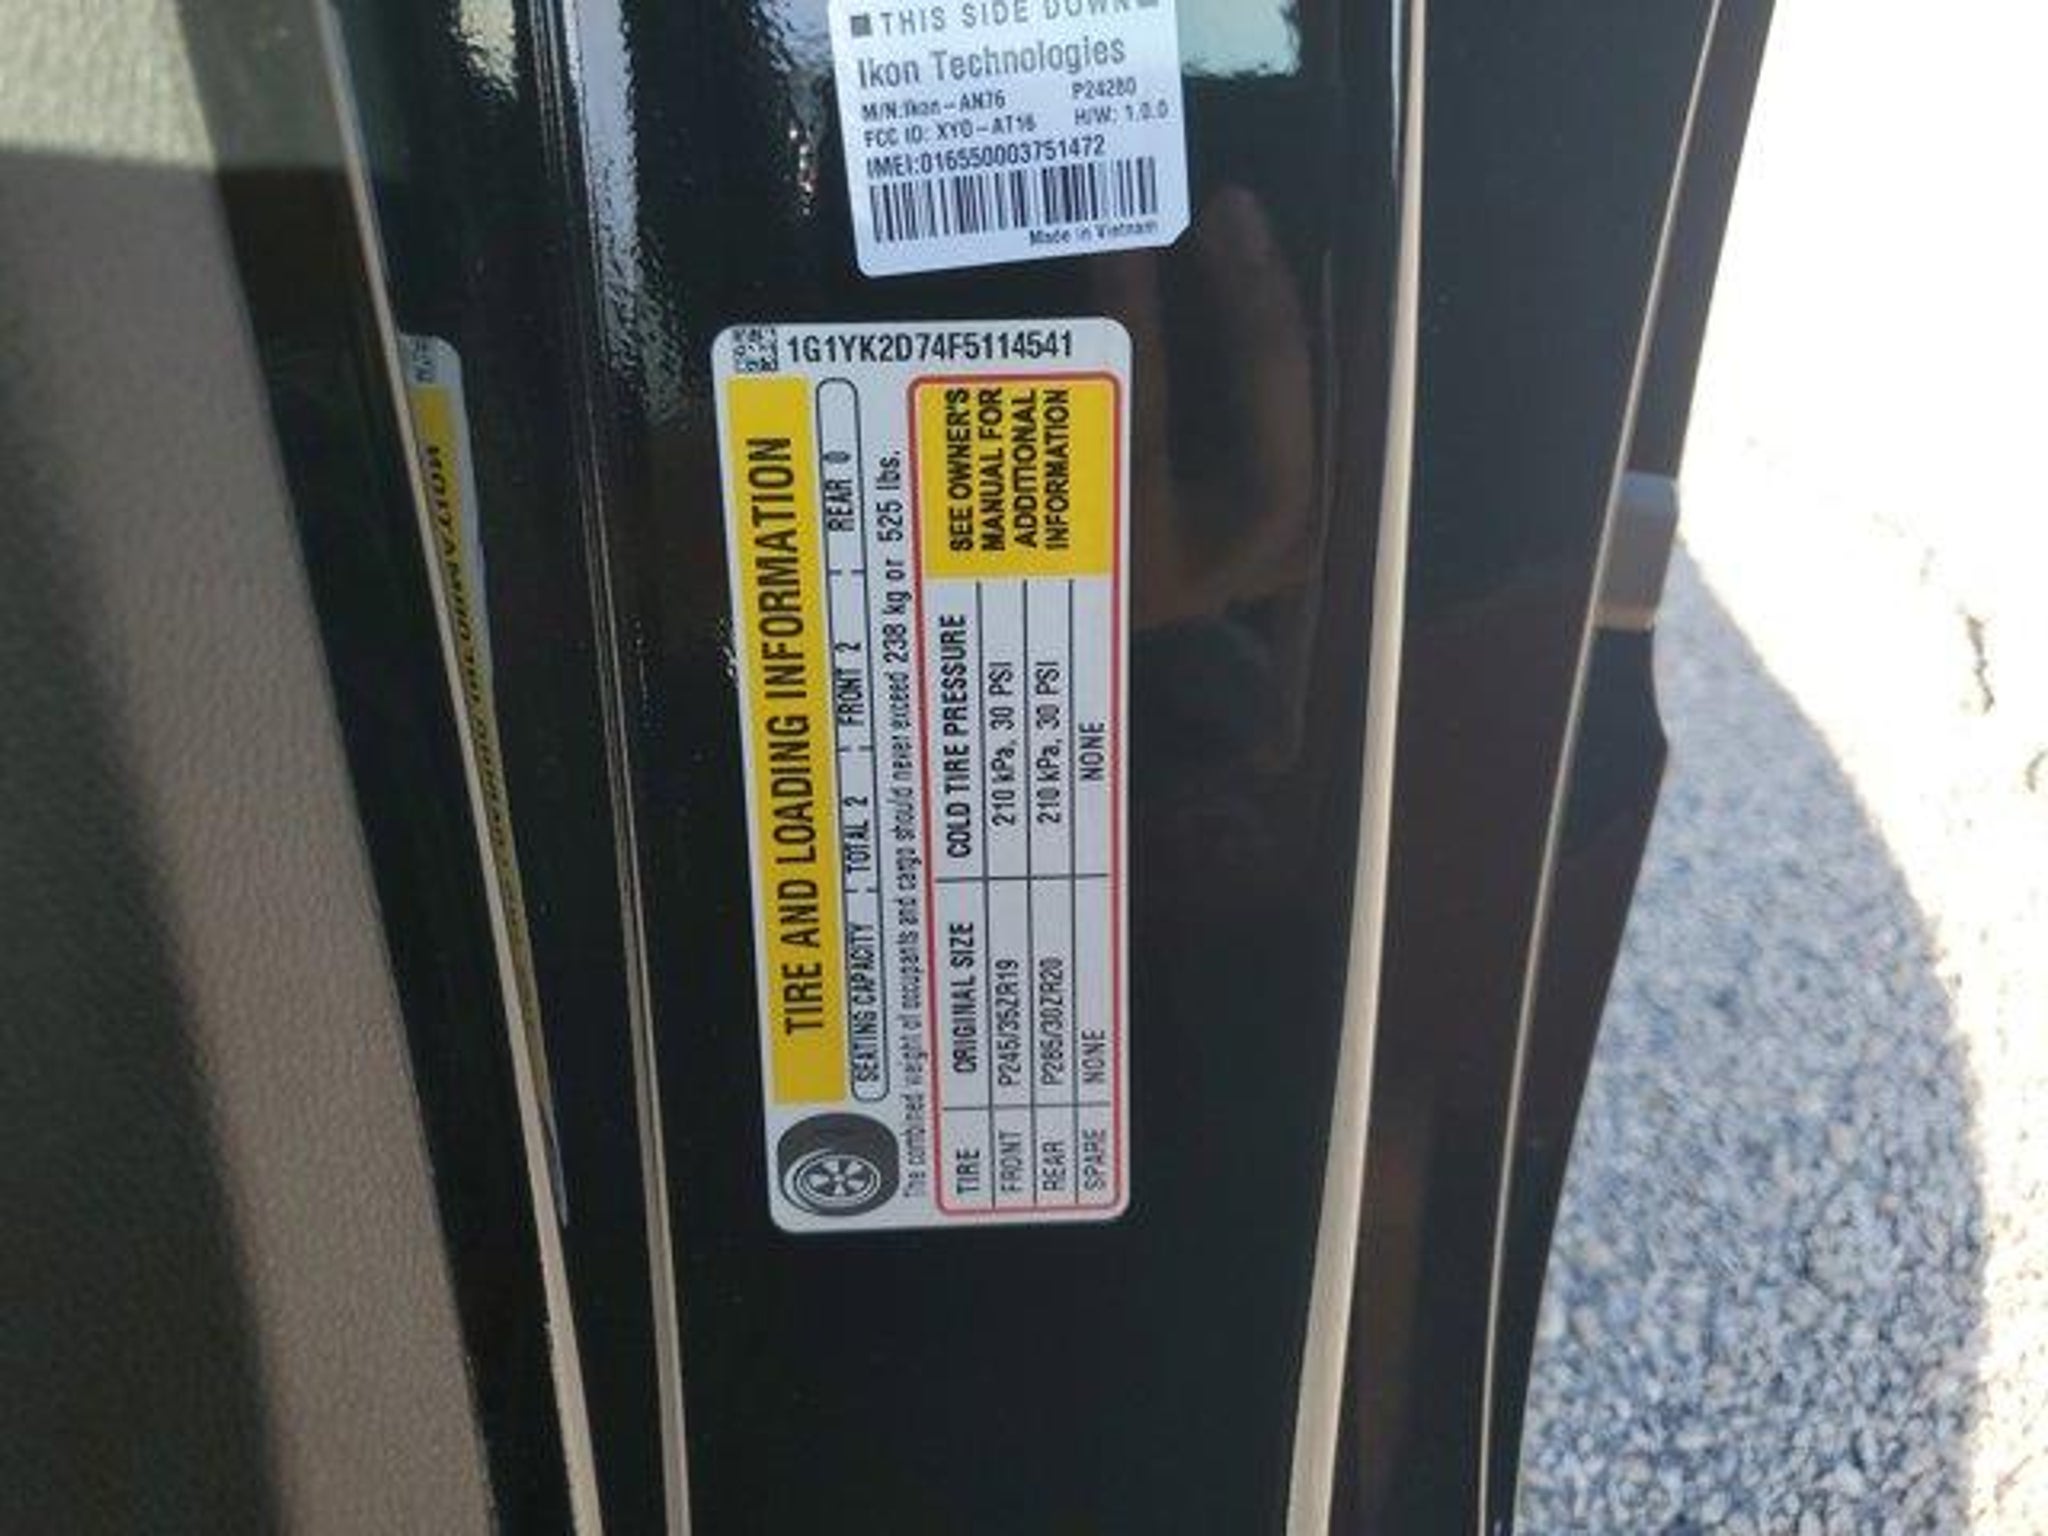 THIS SIDE DOWN
Ikon Technologies
M/N:Ikon-AN76 P24280
FCC ID: XYO-AT16 H/W: 1.0.0
IMEI:016550003751472
Made in Vietnam
1G1YK2D74F5114541
TIRE AND LOADING INFORMATION
SEATING CAPACITY TOTAL 2 FRONT 2 REAR 0
The combined weight of occupants and cargo should never exceed 238 kg or 525 lbs.
TIRE ORIGINAL SIZE COLD TIRE PRESSURE
FRONT P245/35ZR19 210 kPa, 30 PSI
REAR P285/30ZR20 210 kPa, 30 PSI
SPARE NONE NONE
SEE OWNER'S
MANUAL FOR
ADDITIONAL
INFORMATION